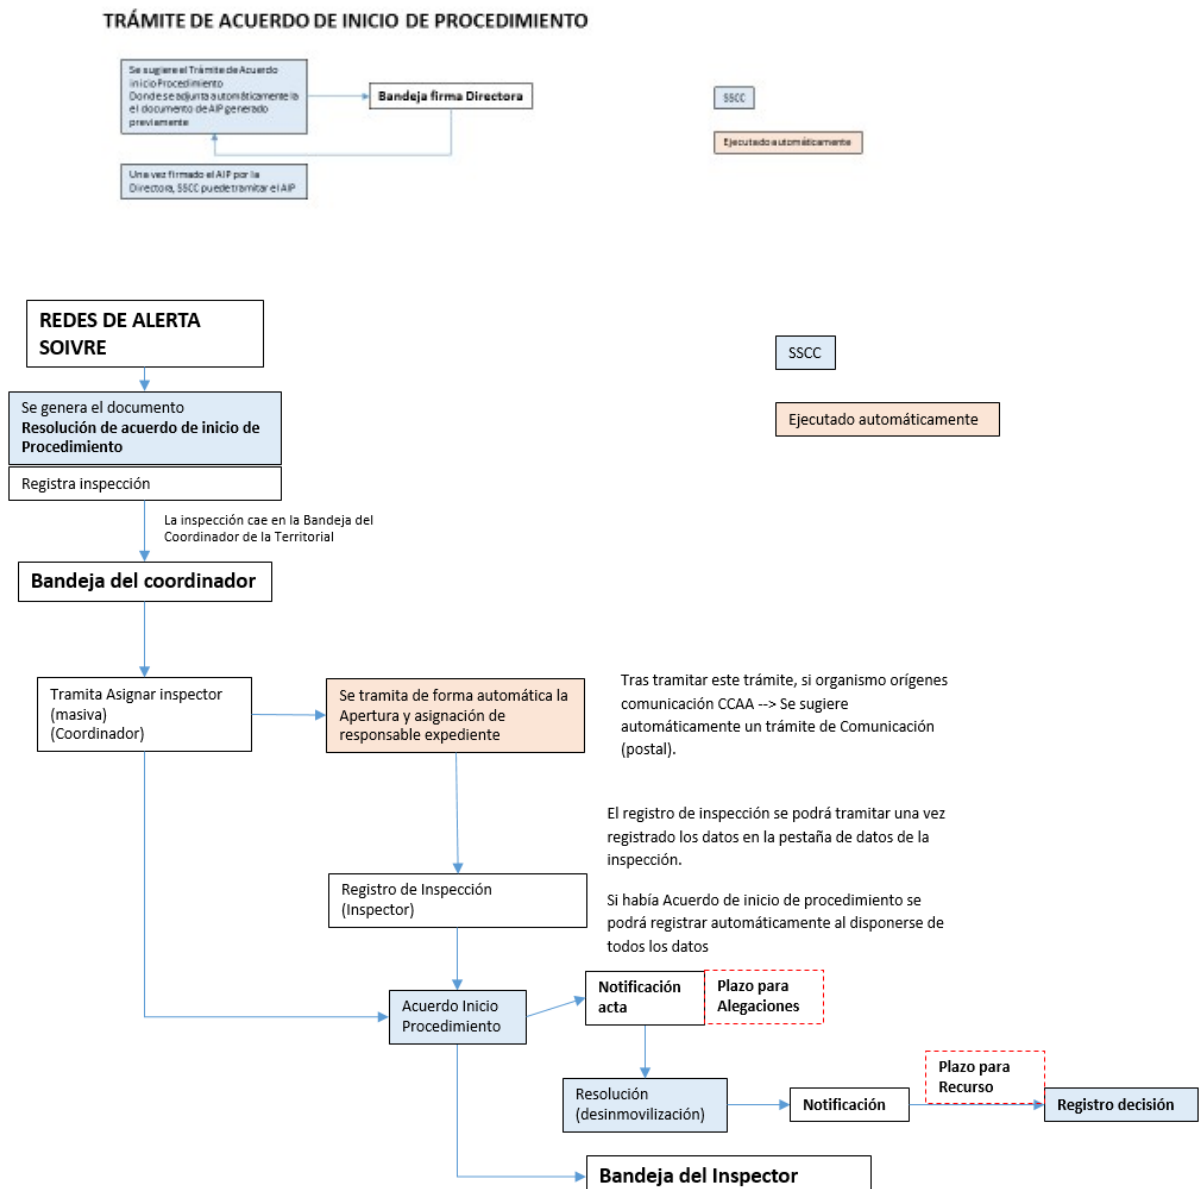 TRÁMITE DE ACUERDO DE INICIO DE PROCEDIMIENTO
Se sugiere el Trámite de Acuerdo
inicio Procedimiento
Donde se adjunta automáticamente la
el documento de AIP generado
previamente
Bandeja firma Directora
SSCC
Ejecutado automáticamente
Una vez firmado el AIP por la
Directora, SSCC puede tramitar el AIP
REDES DE ALERTA
SOIVRE
SSCC
Se genera el documento
Resolución de acuerdo de inicio de
Procedimiento
Ejecutado automáticamente
Registra inspección
La inspección cae en la Bandeja del
Coordinador de la Territorial
Bandeja del coordinador
Tramita Asignar inspector
(masiva)
(Coordinador)
Se tramita de forma automática la
Apertura y asignación de
responsable expediente
Tras tramitar este trámite, si organismo orígenes
comunicación CCAA --> Se sugiere
automáticamente un trámite de Comunicación
(postal).
El registro de inspección se podrá tramitar una vez
registrado los datos en la pestaña de datos de la
inspección.
Registro de Inspección
(Inspector)
Si había Acuerdo de inicio de procedimiento se
podrá registrar automáticamente al disponerse de
todos los datos
Acuerdo Inicio
Procedimiento
Notificación
acta
Plazo para
Alegaciones
Resolución
(desinmovilización)
Notificación
Plazo para
Recurso
Registro decisión
Bandeja del Inspector